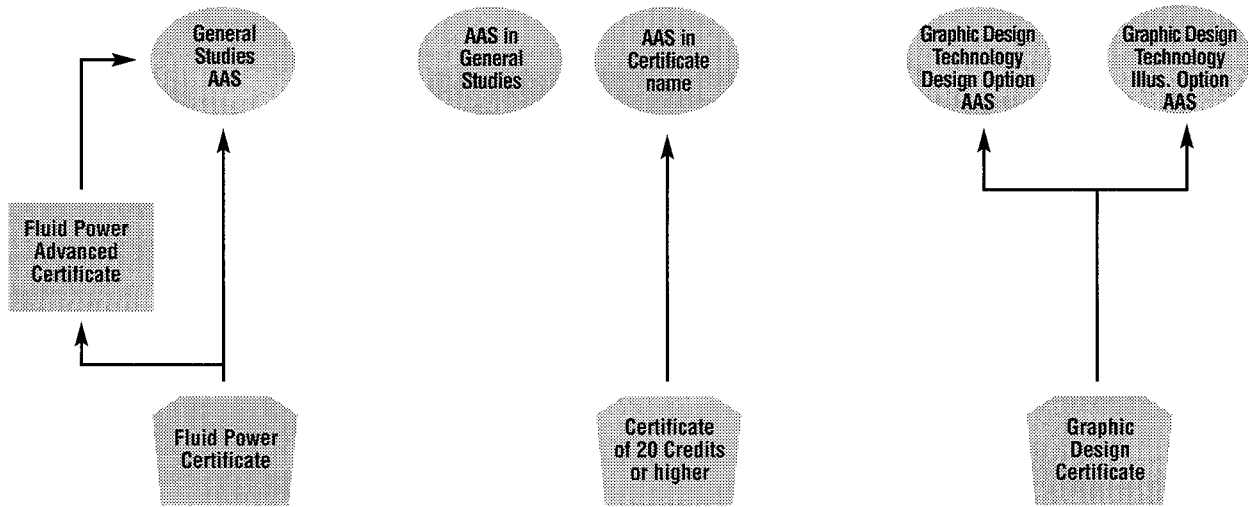 General
Studies
AAS
AAS in
General
Studies
AAS in
Certificate
name
Graphic Design
Technology
Design Option
AAS
Graphic Design
Technology
Illus. Option
AAS
Fluid Power
Advanced
Certificate
Fluid Power
Certificate
Certificate
of 20 Credits
or higher
Graphic
Design
Certificate